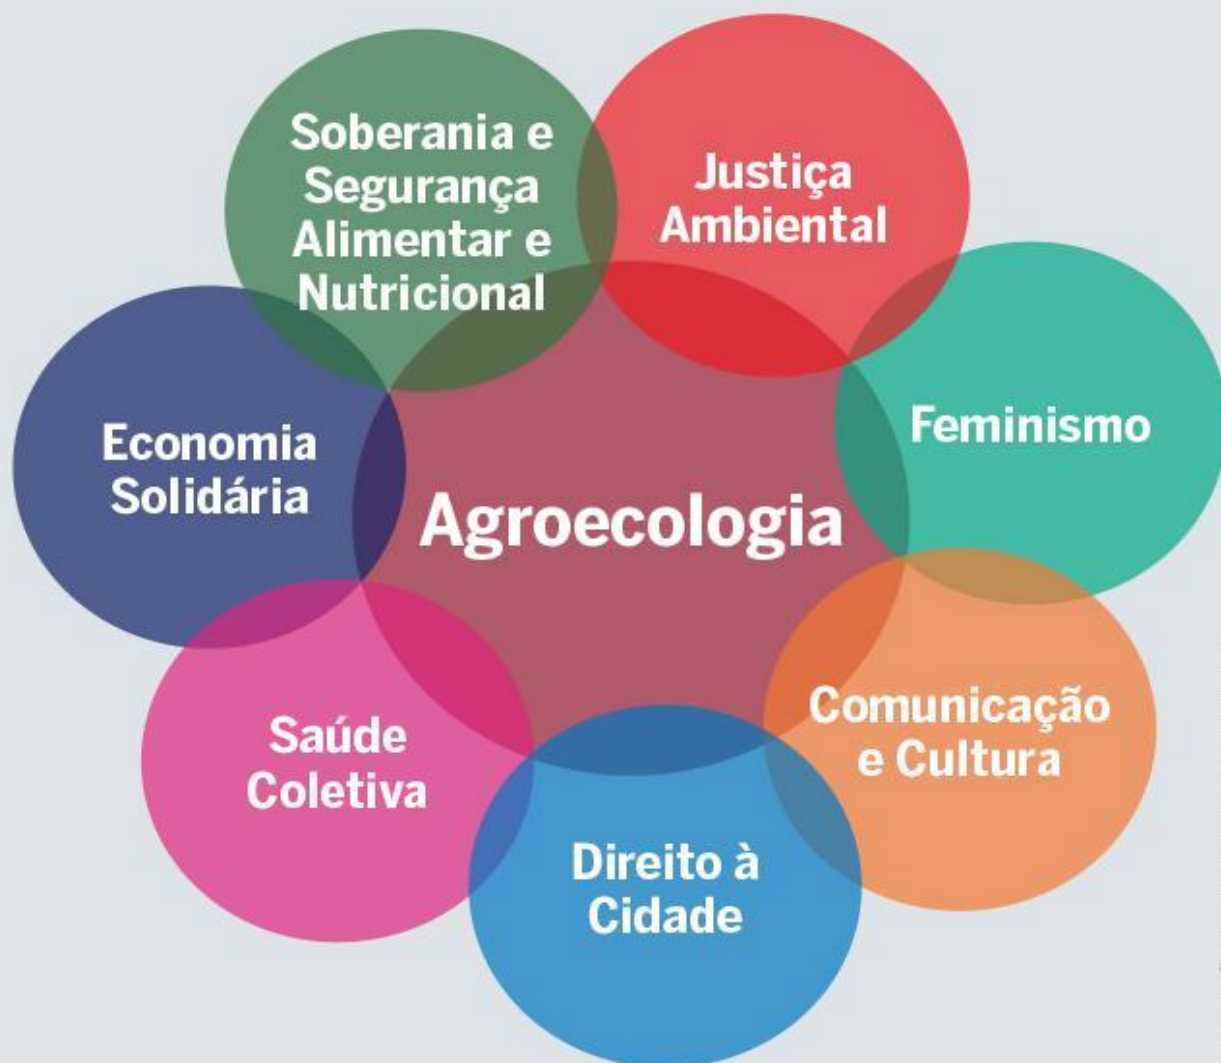 Soberania e
Segurança
Alimentar e
Nutricional
Justiça
Ambiental
Feminismo
Economia
Solidária
Agroecologia
Comunicação
e Cultura
Saúde
Coletiva
Direito à
Cidade